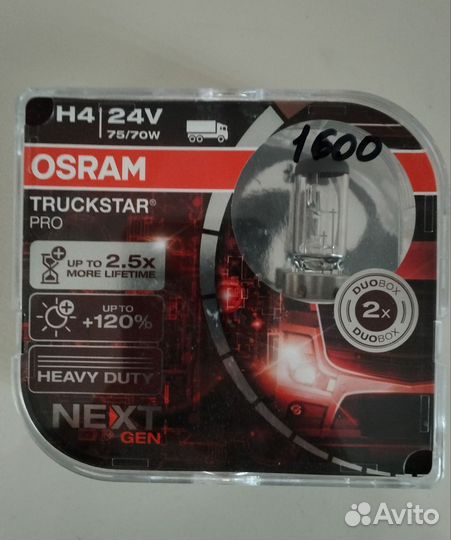 H4 24V
75/70W
1600
OSRAM
TRUCKSTAR®
PRO
UP TO 2.5x
MORE LIFETIME
UP TO
+120%
HEAVY DUTY
NEXT
GEN
DUOBOX
2x
DUOBOX
Avito